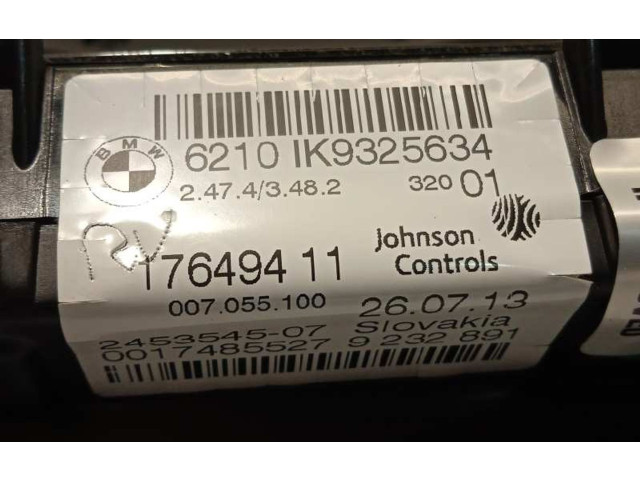 BMW
6210 IK9325634
2.47.4/3.48.2 320 01
RV
176494 11
Johnson Controls
007.055.100
26.07.13
2453545-07 Slovakia
0017485527 9 232 891